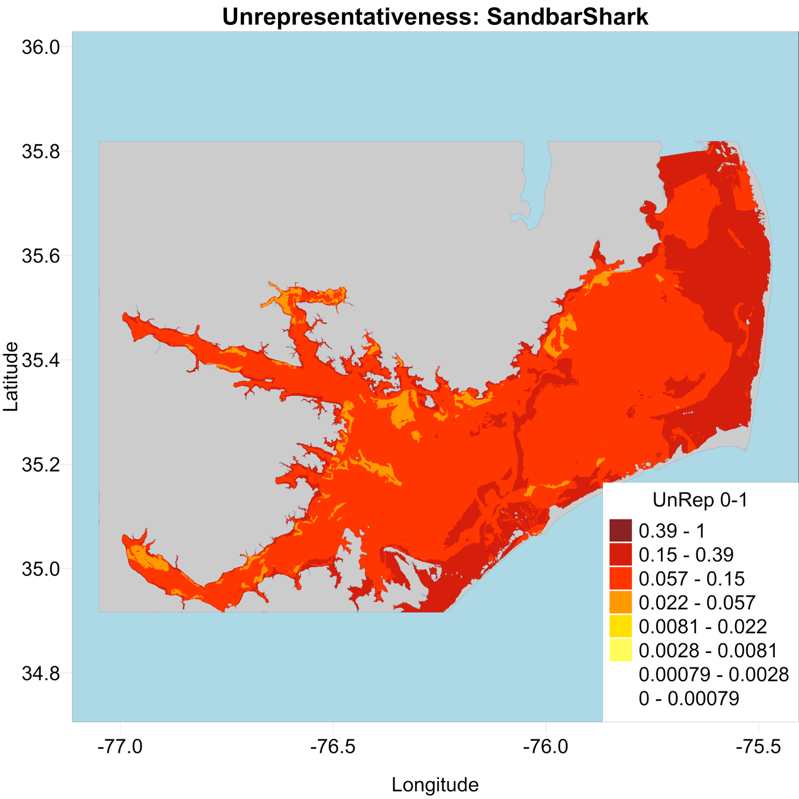 Unrepresentativeness: SandbarShark
36.0
35.8
35.6
35.4
35.2
35.0
34.8
Latitude
UnRep 0-1
0.39 - 1
0.15 - 0.39
0.057 - 0.15
0.022 - 0.057
0.0081 - 0.022
0.0028 - 0.0081
0.00079 - 0.0028
0 - 0.00079
-77.0 -76.5 -76.0 -75.5
Longitude